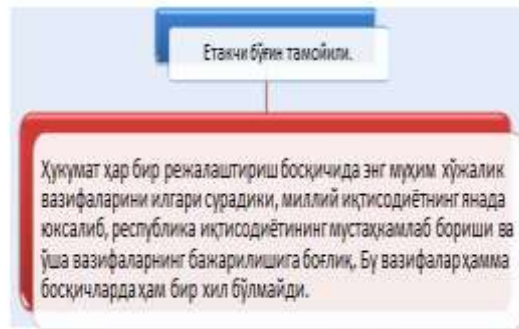 Етакчи бўғин тамойили.
Ҳукумат ҳар бир режалаштириш босқичида энг муҳим хўжалик
вазифаларини илгари сурадики, миллий иқтисодиётнинг янада
юксалиб, республика иқтисодиётининг мустаҳкамлаб бориши ва
ўша вазифаларнинг бажарилишига боғлиқ. Бу вазифалар ҳамма
босқичларда ҳам бир хил бўлмайди.